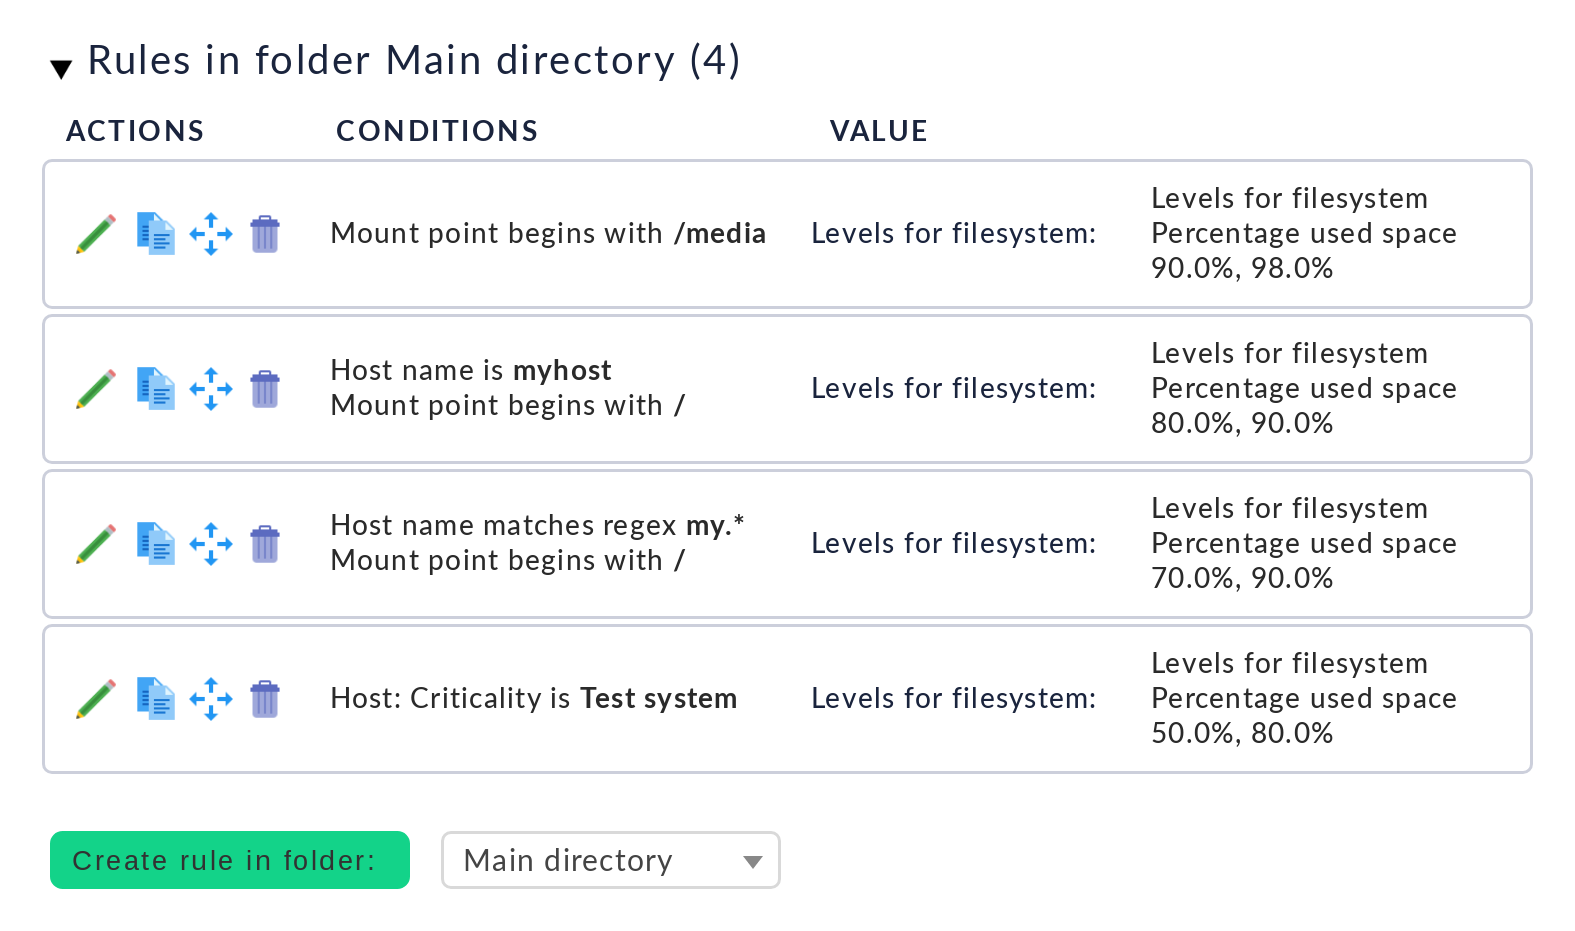 Rules in folder Main directory (4)
ACTIONS CONDITIONS VALUE
Mount point begins with /media
Levels for filesystem:
Levels for filesystem
Percentage used space
90.0%, 98.0%
Host name is myhost
Mount point begins with /
Levels for filesystem:
Levels for filesystem
Percentage used space
80.0%, 90.0%
Host name matches regex my.*
Mount point begins with /
Levels for filesystem:
Levels for filesystem
Percentage used space
70.0%, 90.0%
Host: Criticality is Test system
Levels for filesystem:
Levels for filesystem
Percentage used space
50.0%, 80.0%
Create rule in folder:
Main directory